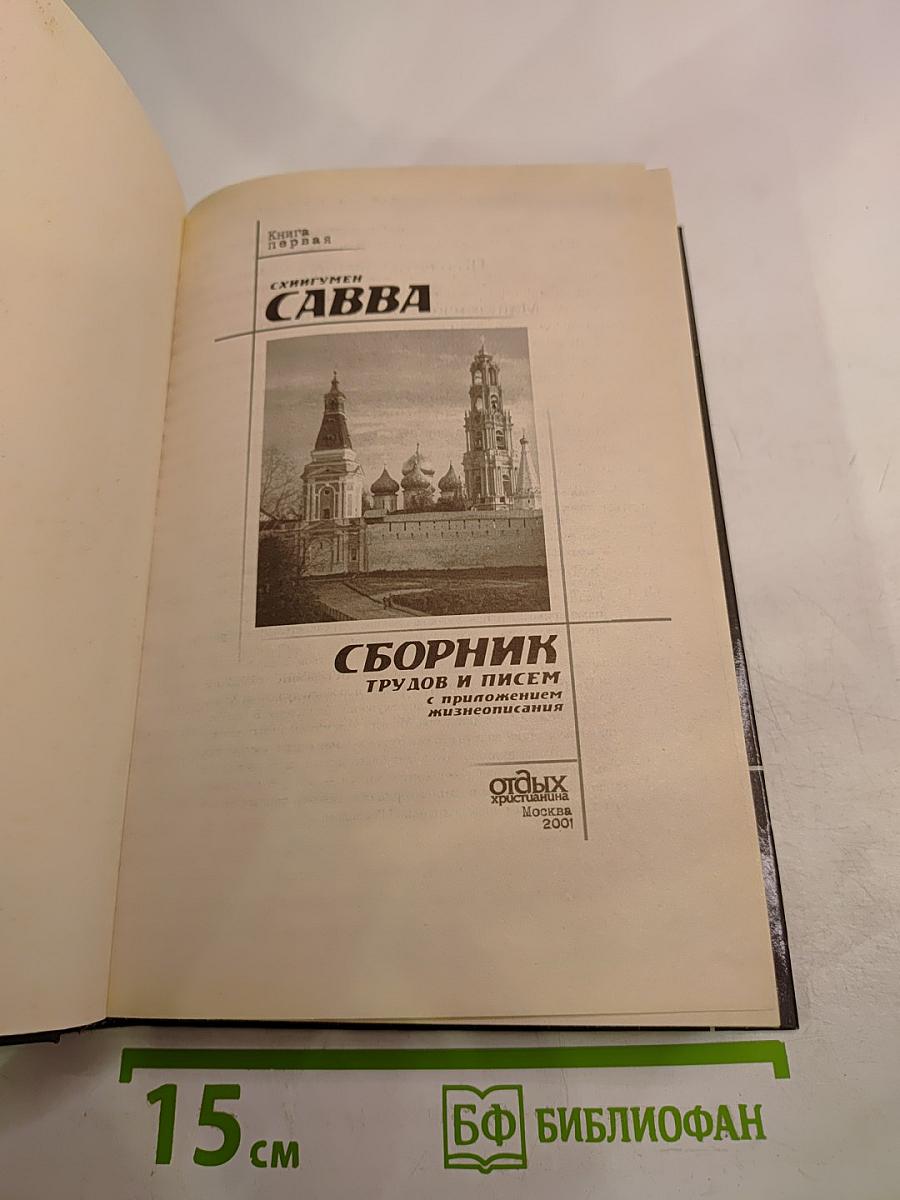 Книга
первая
СХИИГУМЕН
САВВА
СБОРНИК
ТРУДОВ И ПИСЕМ
с приложением
жизнеописания
отдых
христианина
Москва
2001
15 см
БФ БИБЛИОФАН